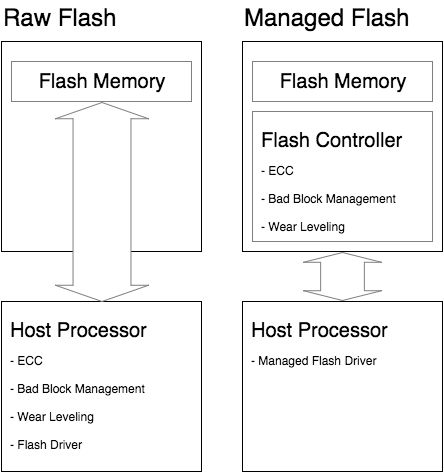 Raw Flash
Flash Memory
Host Processor
- ECC
- Bad Block Management
- Wear Leveling
- Flash Driver
Managed Flash
Flash Memory
Flash Controller
- ECC
- Bad Block Management
- Wear Leveling
Host Processor
- Managed Flash Driver